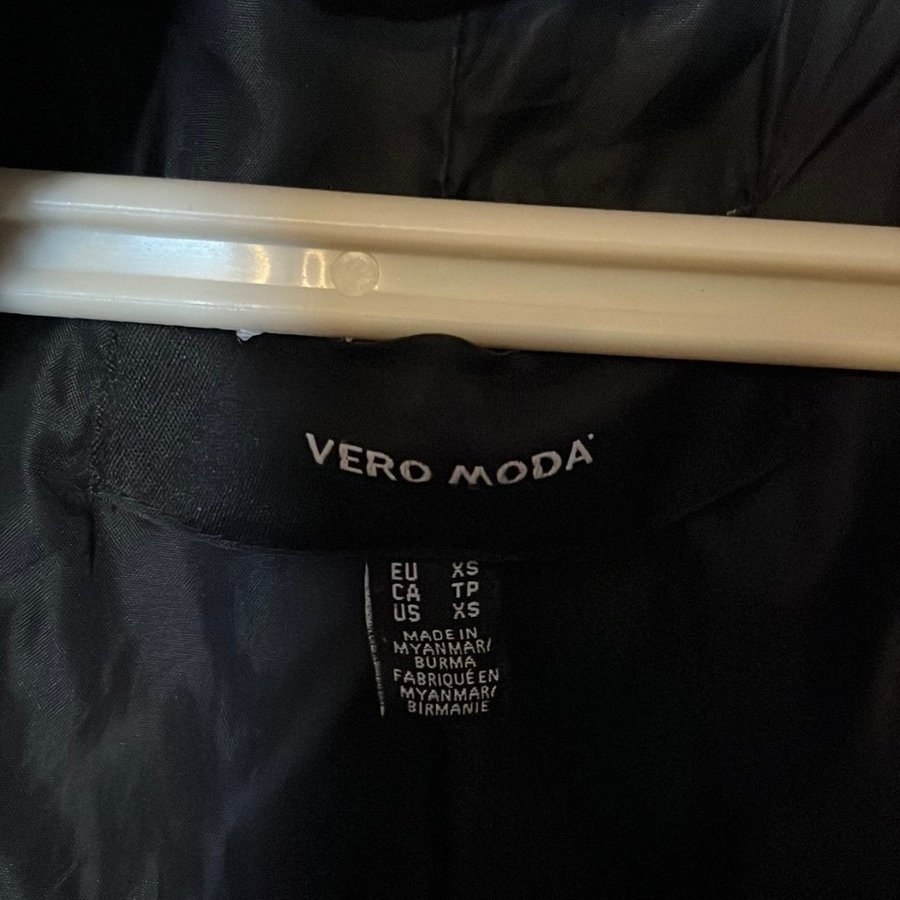 VERO MODA
EU XS
CA TP
US XS
MADE IN
MYANMAR/
BURMA
FABRIQUÉ EN
MYANMAR/
BIRMANIE